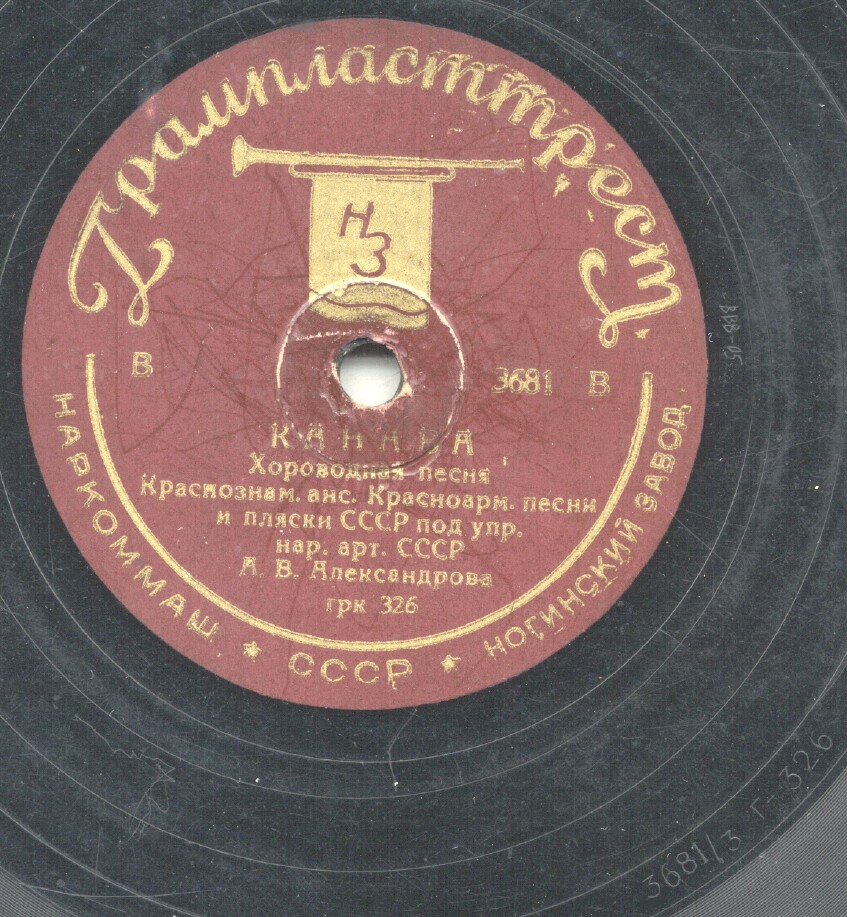 Грампласттрест
НЗ
В 3681 В
КАНАВА
Хороводная песня
Краснознам. анс. Красноарм. песни
и пляски СССР под упр.
нар. арт. СССР
А. В. Александрова
грк 326
НАРКОММАШ ★ СССР ★ НОГИНСКИЙ ЗАВОД
3681/3 Г-326